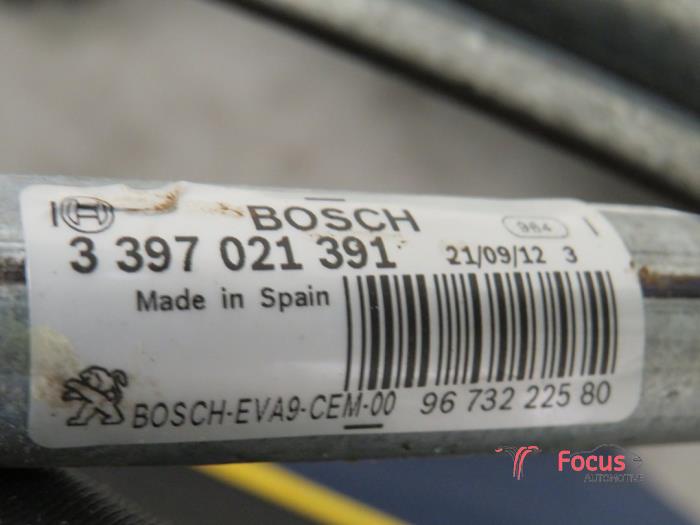 BOSCH 984
3 397 021 391 21/09/12 3
Made in Spain
BOSCH-EVA9-CEM-00 96 732 225 80
Focus
AUTOMOTIVE